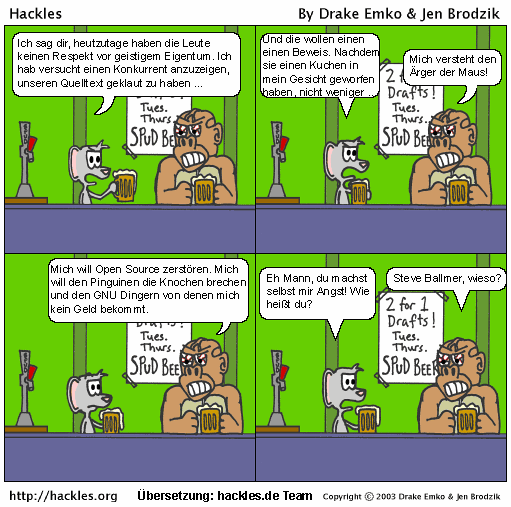 Hackles
By Drake Emko & Jen Brodzik
Ich sag dir, heutzutage haben die Leute
keinen Respekt vor geistigem Eigentum. Ich
hab versucht einen Konkurrent anzuzeigen,
unseren Quelltext geklaut zu haben ...
Drafts!
Tues.
Thurs.
SPUD BEE
Und die wollen einen
einen Beweis. Nachdem
sie einen Kuchen in
mein Gesicht geworfen
haben, nicht weniger ...
Mich versteht den
Ärger der Maus!
2 for
Drafts!
Tues.
Thurs.
SPUD BEE
Mich will Open Source zerstören. Mich
will den Pinguinen die Knochen brechen
und den GNU Dingern von denen mich
kein Geld bekommt.
Drafts!
Tues.
Thurs.
SPUD BEE
Eh Mann, du machst
selbst mir Angst! Wie
heißt du?
Steve Ballmer, wieso?
2 for 1
Drafts!
Tues.
Thurs.
SPUD BEE
http://hackles.org
Übersetzung: hackles.de Team
Copyright © 2003 Drake Emko & Jen Brodzik